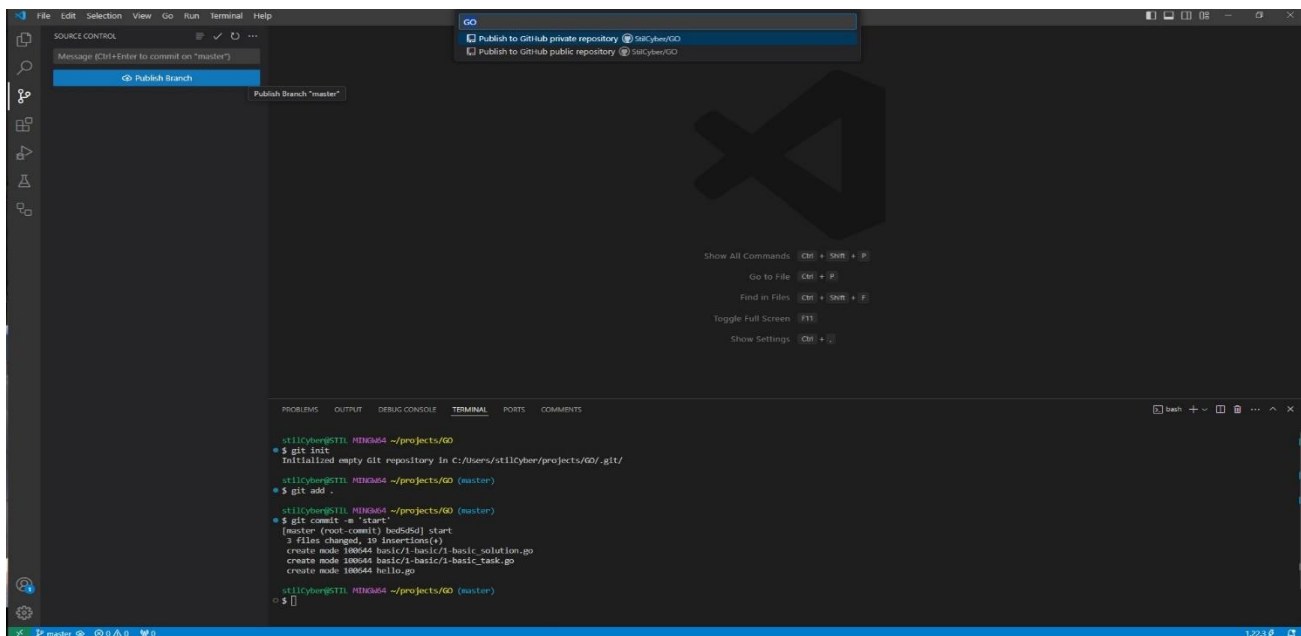 File Edit Selection View Go Run Terminal Help
GO
Publish to GitHub private repository StilCyber/GO
Publish to GitHub public repository StilCyber/GO
SOURCE CONTROL
Message (Ctrl+Enter to commit on "master")
Publish Branch
Publish Branch "master"
Show All Commands Ctrl + Shift + P
Go to File Ctrl + P
Find in Files Ctrl + Shift + F
Toggle Full Screen F11
Show Settings Ctrl + ,
PROBLEMS OUTPUT DEBUG CONSOLE TERMINAL PORTS COMMENTS
bash
stilCyber@STIL MINGW64 ~/projects/GO
$ git init
Initialized empty Git repository in C:/Users/stilCyber/projects/GO/.git/
stilCyber@STIL MINGW64 ~/projects/GO (master)
$ git add .
stilCyber@STIL MINGW64 ~/projects/GO (master)
$ git commit -m 'start'
[master (root-commit) bed5d5d] start
3 files changed, 19 insertions(+)
create mode 100644 basic/1-basic/1-basic_solution.go
create mode 100644 basic/1-basic/1-basic_task.go
create mode 100644 hello.go
stilCyber@STIL MINGW64 ~/projects/GO (master)
$
master 0 0 0 1.22.3